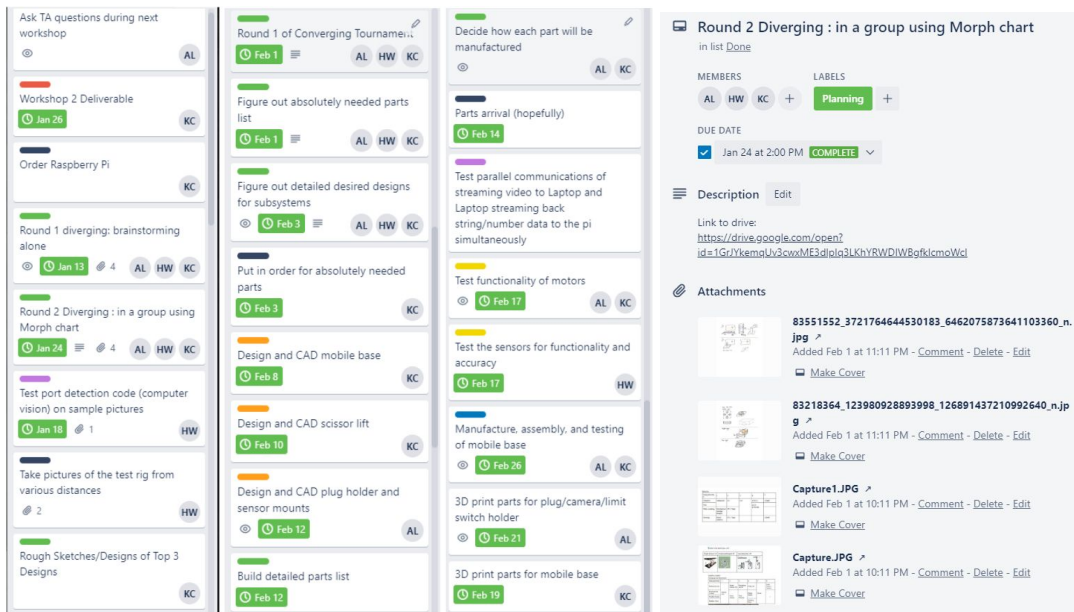 Ask TA questions during next
workshop
AL
Workshop 2 Deliverable
Jan 26
KC
Order Raspberry Pi
KC
Round 1 diverging: brainstorming
alone
Jan 13 4 AL HW KC
Round 2 Diverging : in a group using
Morph chart
Jan 24 4 AL HW KC
Test port detection code (computer
vision) on sample pictures
Jan 18 1 HW
Take pictures of the test rig from
various distances
2 HW
Rough Sketches/Designs of Top 3
Designs
KC
Round 1 of Converging Tournament
Feb 1 AL HW KC
Figure out absolutely needed parts
list
Feb 1 AL HW KC
Figure out detailed desired designs
for subsystems
Feb 3 AL HW KC
Put in order for absolutely needed
parts
Feb 3 KC
Design and CAD mobile base
Feb 8 KC
Design and CAD scissor lift
Feb 10 KC
Design and CAD plug holder and
sensor mounts
Feb 12 AL
Build detailed parts list
Feb 12
Decide how each part will be
manufactured
AL KC
Parts arrival (hopefully)
Feb 14
Test parallel communications of
streaming video to Laptop and
Laptop streaming back
string/number data to the pi
simultaneously
Test functionality of motors
Feb 17 AL KC
Test the sensors for functionality and
accuracy
Feb 17 HW
Manufacture, assembly, and testing
of mobile base
Feb 26 AL KC
3D print parts for plug/camera/limit
switch holder
Feb 21 AL
3D print parts for mobile base
Feb 19 KC
Round 2 Diverging : in a group using Morph chart
in list Done
MEMBERS LABELS
AL HW KC + Planning +
DUE DATE
Jan 24 at 2:00 PM COMPLETE
Description Edit
Link to drive:
https://drive.google.com/open?
id=1GrJYkemqUv3cwxME3dlpIq3LKhYRWDIWBgfkIcmoWcI
Attachments
83551552_3721764644530183_6462075873641103360_n.
jpg
Added Feb 1 at 11:11 PM - Comment - Delete - Edit
Make Cover
83218364_123980928893998_126891437210992640_n.jp
g
Added Feb 1 at 11:11 PM - Comment - Delete - Edit
Make Cover
Capture1.JPG
Added Feb 1 at 10:11 PM - Comment - Delete - Edit
Make Cover
Capture.JPG
Added Feb 1 at 10:11 PM - Comment - Delete - Edit
Make Cover